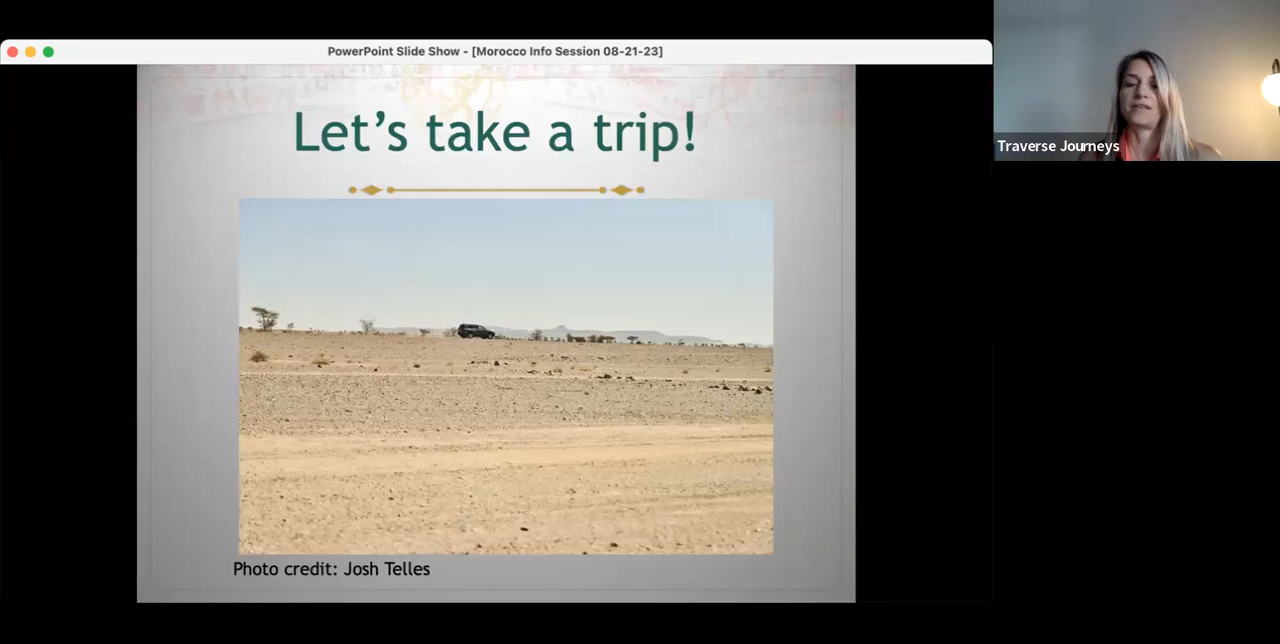 PowerPoint Slide Show - [Morocco Info Session 08-21-23]
Let’s take a trip!
Traverse Journeys
Photo credit: Josh Telles